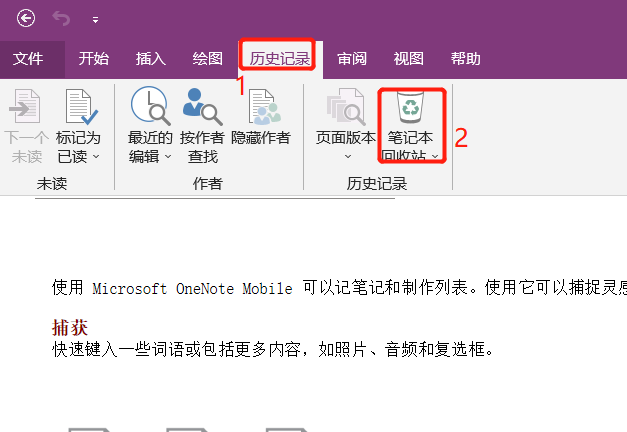 文件 开始 插入 绘图 历史记录 审阅 视图 帮助
1
下一个未读 标记为已读 最近的编辑 按作者查找 隐藏作者 页面版本 笔记本回收站
2
未读 作者 历史记录
使用 Microsoft OneNote Mobile 可以记笔记和制作列表。使用它可以捕捉灵感
捕获
快速键入一些词语或包括更多内容，如照片、音频和复选框。